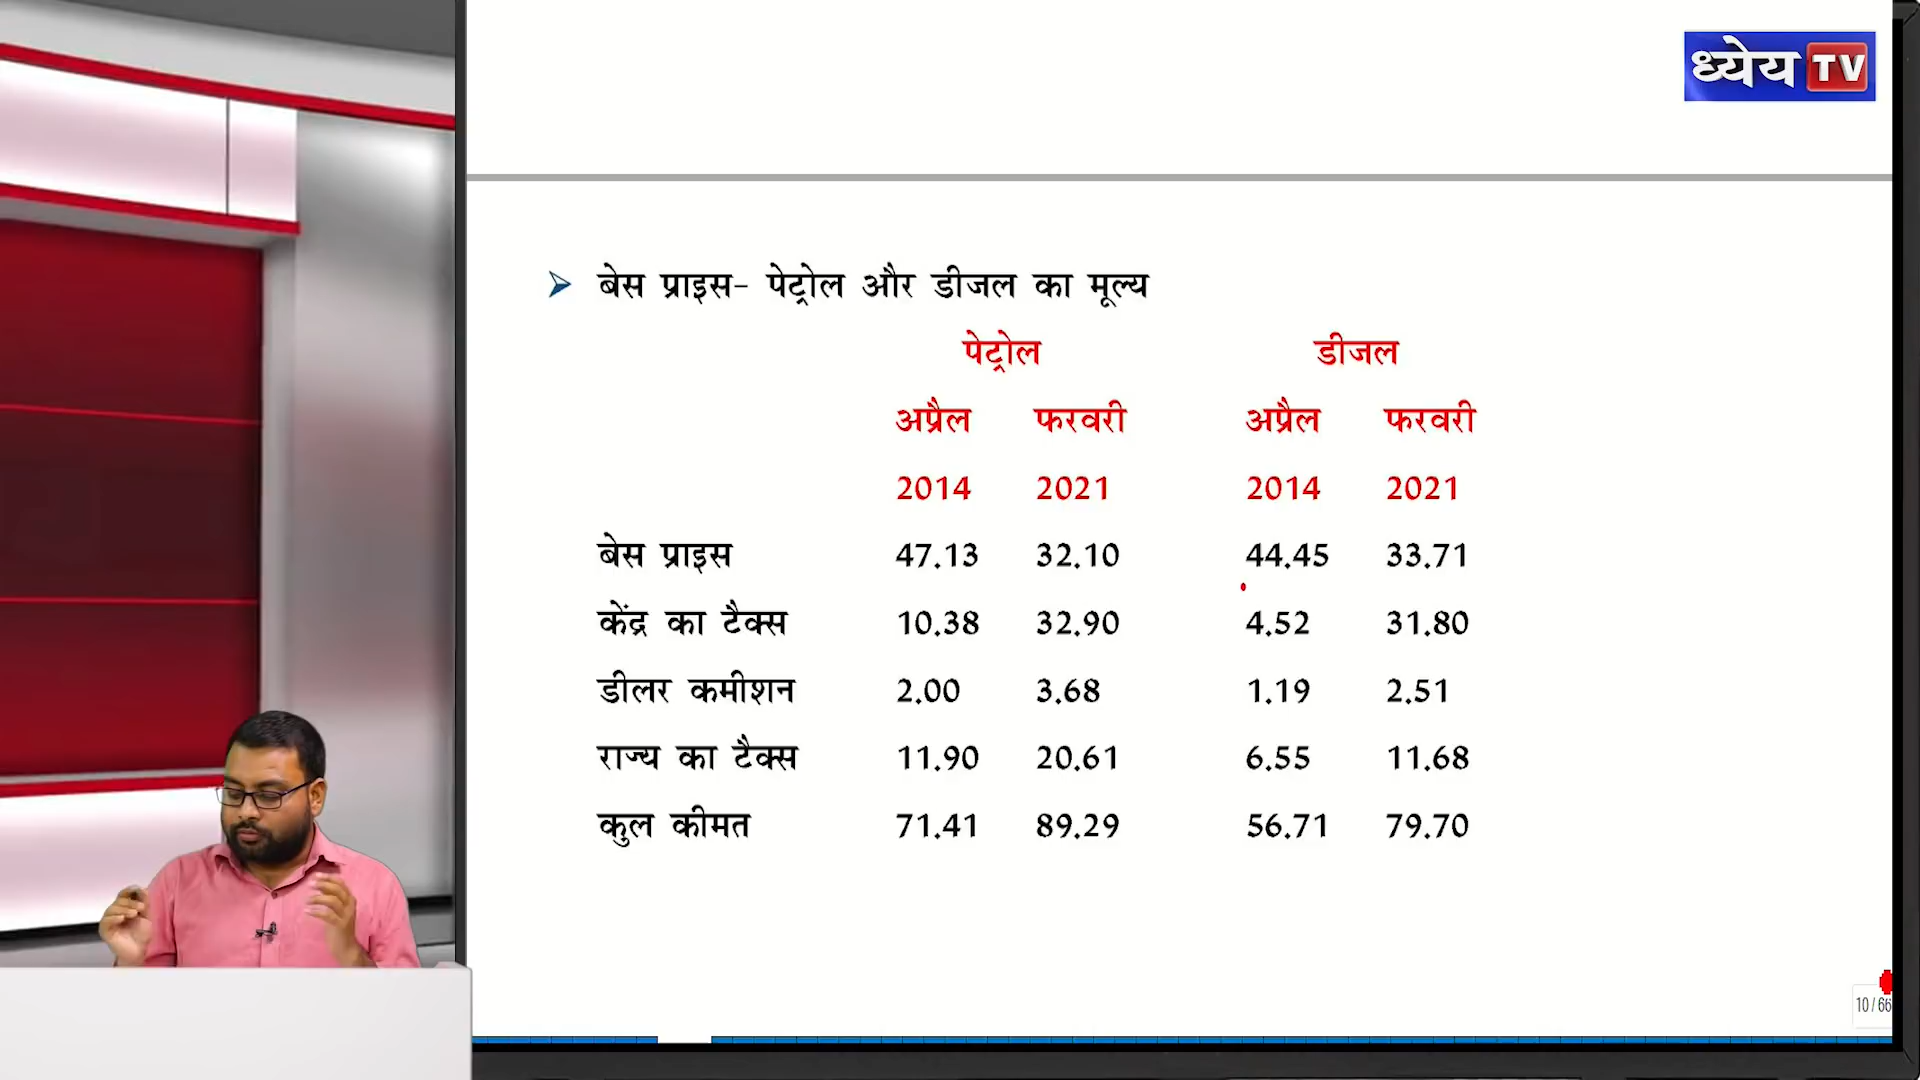 ध्येय TV
बेस प्राइस- पेट्रोल और डीजल का मूल्य
पेट्रोल डीजल
अप्रैल फरवरी अप्रैल फरवरी
2014 2021 2014 2021
बेस प्राइस 47.13 32.10 44.45 33.71
केंद्र का टैक्स 10.38 32.90 4.52 31.80
डीलर कमीशन 2.00 3.68 1.19 2.51
राज्य का टैक्स 11.90 20.61 6.55 11.68
कुल कीमत 71.41 89.29 56.71 79.70
10 / 66